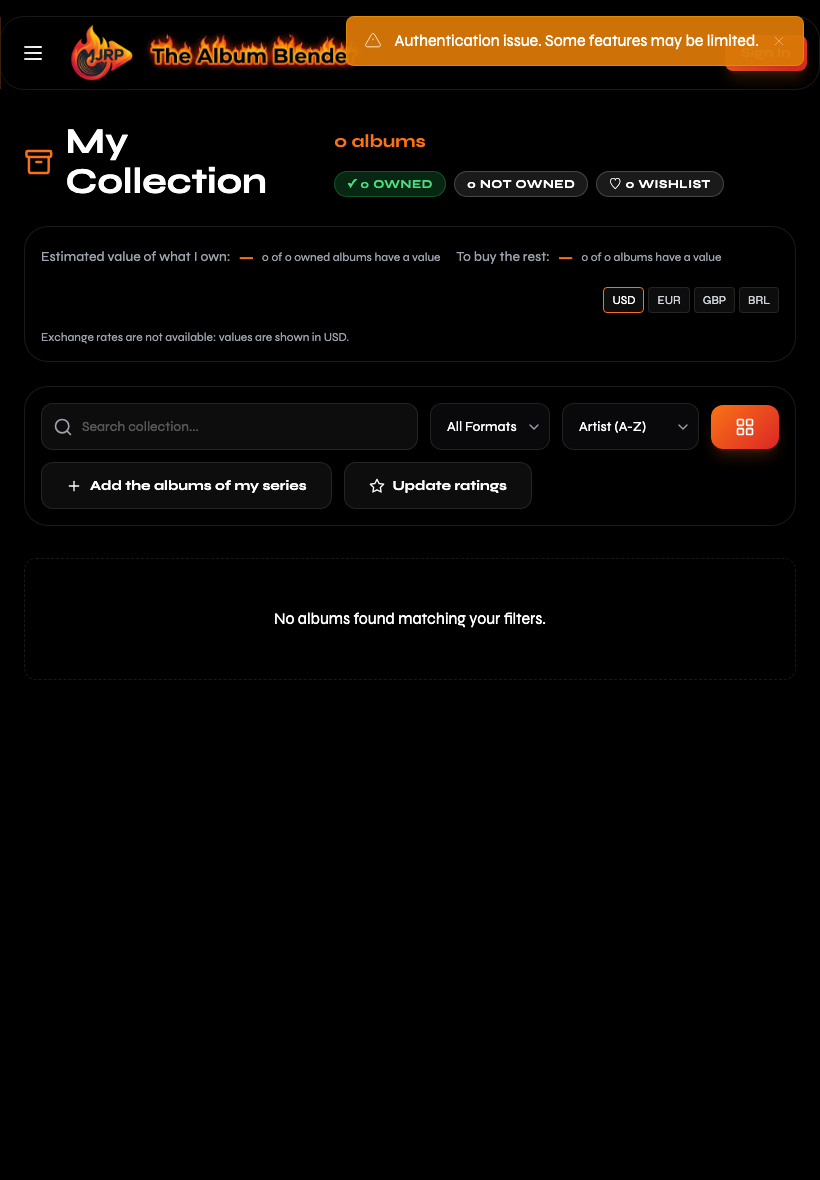 JRP
The Album Blender
Authentication issue. Some features may be limited.
My
Collection
0 albums
✓ 0 OWNED
0 NOT OWNED
♡ 0 WISHLIST
Estimated value of what I own: — 0 of 0 owned albums have a value To buy the rest: — 0 of 0 albums have a value
USD EUR GBP BRL
Exchange rates are not available: values are shown in USD.
Search collection...
All Formats
Artist (A-Z)
Add the albums of my series
Update ratings
No albums found matching your filters.